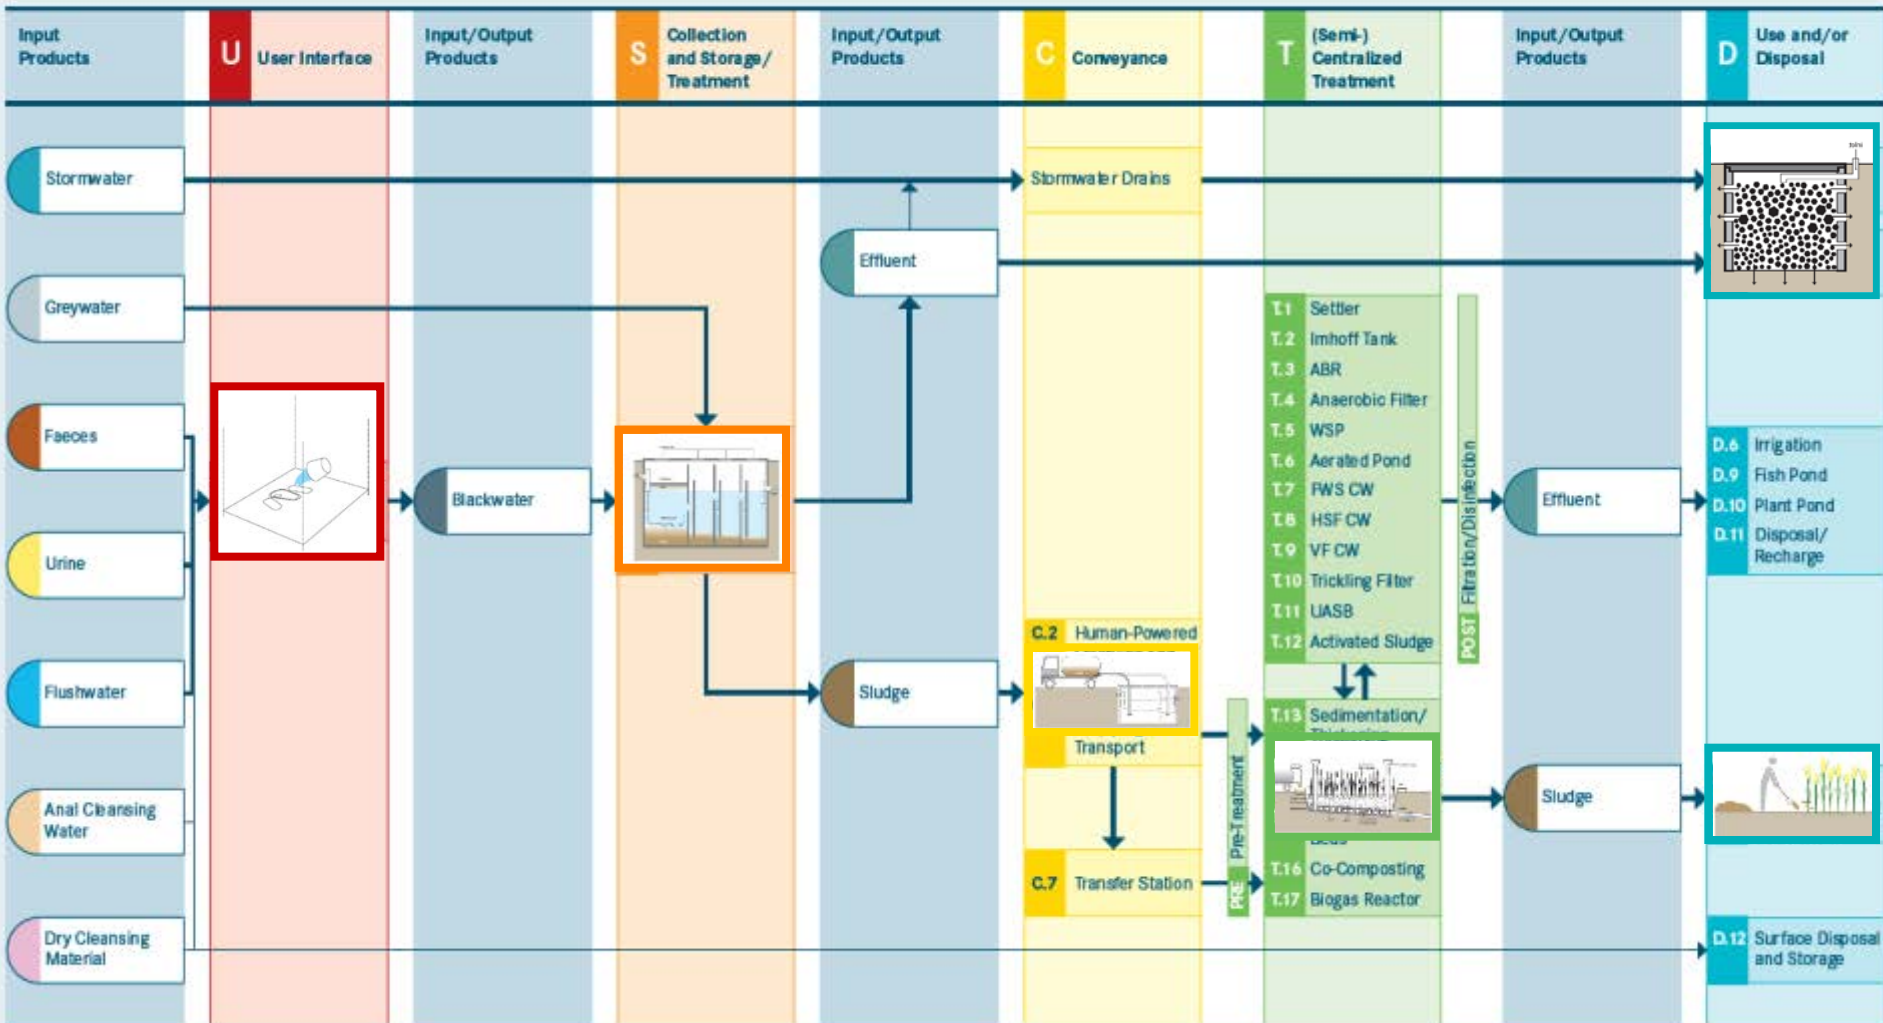 Input
Products
U
User Interface
Input/Output
Products
S
Collection
and Storage/
Treatment
Input/Output
Products
C
Conveyance
T
(Semi-)
Centralized
Treatment
Input/Output
Products
D
Use and/or
Disposal
Stormwater
Greywater
Faeces
Urine
Flushwater
Anal Cleansing
Water
Dry Cleansing
Material
Blackwater
Effluent
Sludge
Stormwater Drains
C.2 Human-Powered
Transport
C.7 Transfer Station
PRE Pre-Treatment
T.1 Settler
T.2 Imhoff Tank
T.3 ABR
T.4 Anaerobic Filter
T.5 WSP
T.6 Aerated Pond
T.7 FWS CW
T.8 HSF CW
T.9 VF CW
T.10 Trickling Filter
T.11 UASB
T.12 Activated Sludge
T.13 Sedimentation/
T.16 Co-Composting
T.17 Biogas Reactor
POST Filtration/Disinfection
Effluent
Sludge
D.6 Irrigation
D.9 Fish Pond
D.10 Plant Pond
D.11 Disposal/
Recharge
D.12 Surface Disposal
and Storage